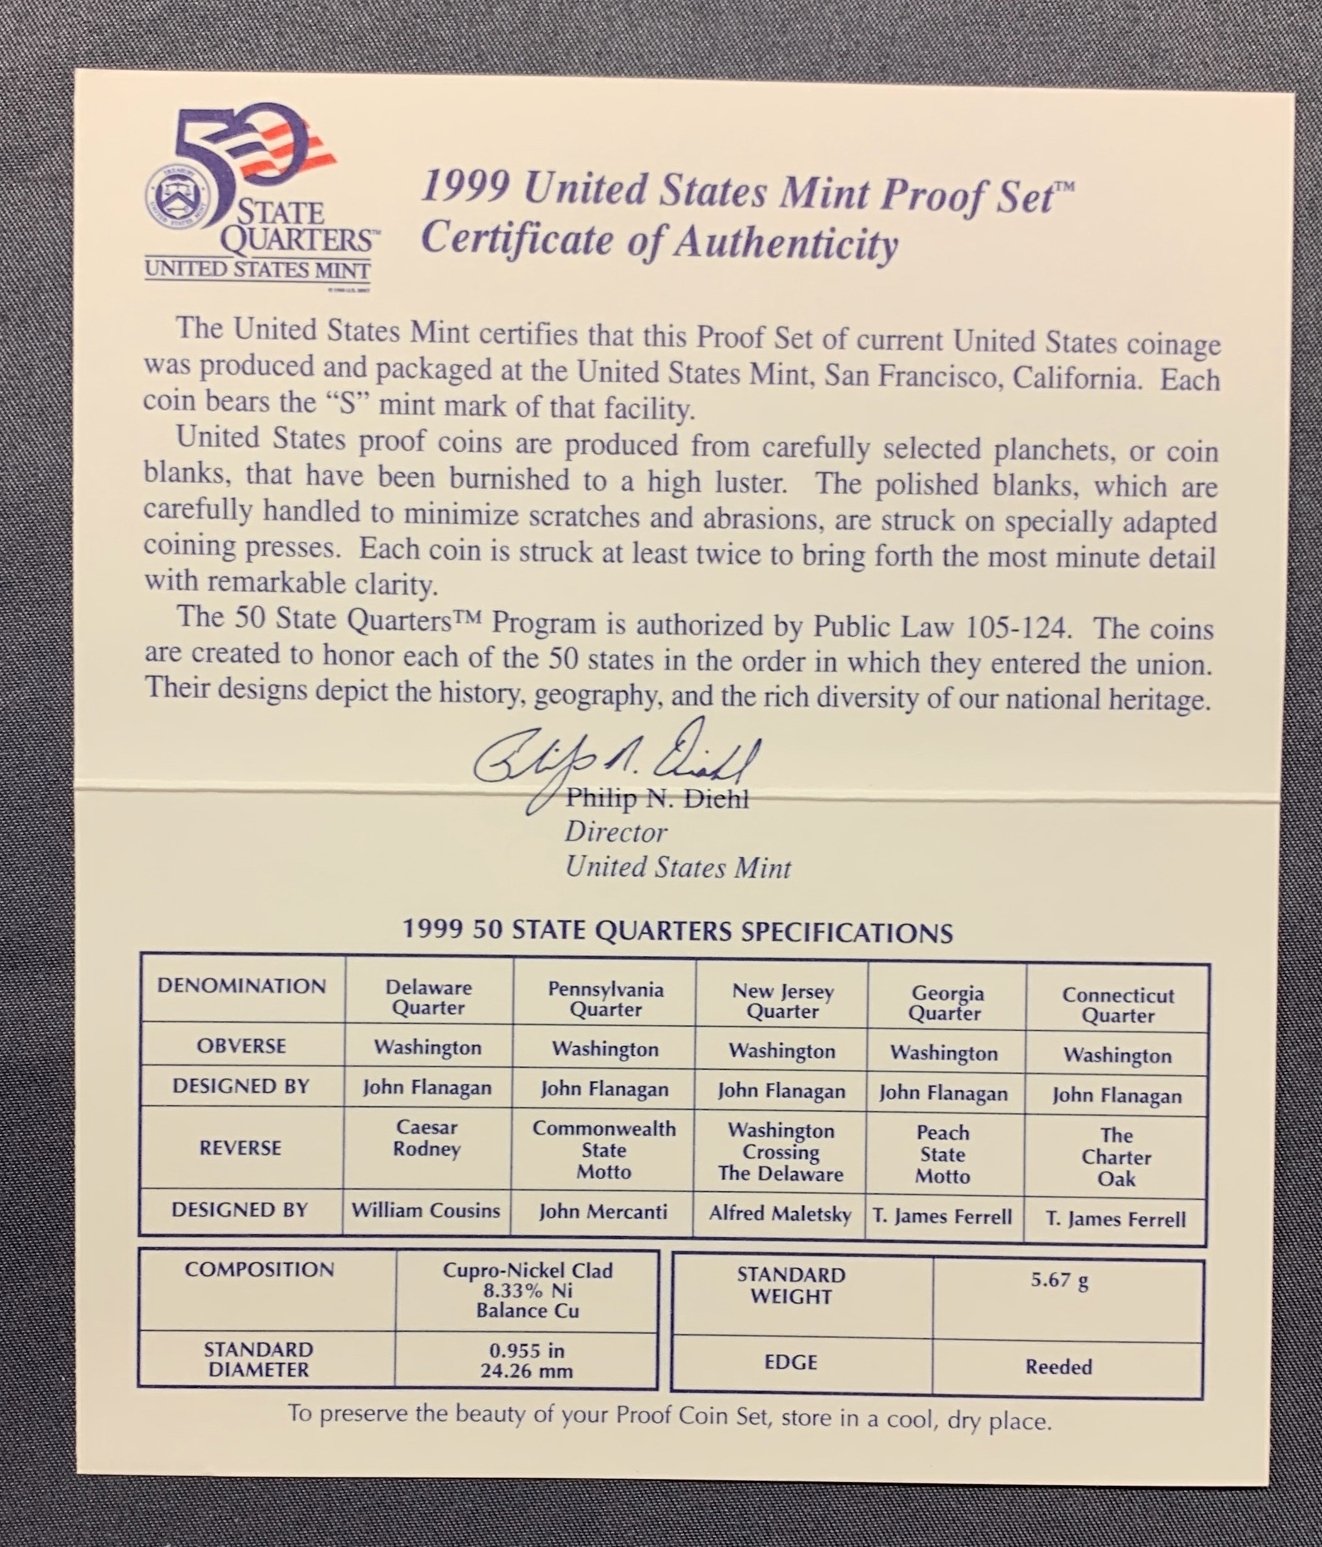 50
STATE
QUARTERS™
UNITED STATES MINT
1999 United States Mint Proof Set™
Certificate of Authenticity
The United States Mint certifies that this Proof Set of current United States coinage
was produced and packaged at the United States Mint, San Francisco, California. Each
coin bears the “S” mint mark of that facility.
United States proof coins are produced from carefully selected planchets, or coin
blanks, that have been burnished to a high luster. The polished blanks, which are
carefully handled to minimize scratches and abrasions, are struck on specially adapted
coining presses. Each coin is struck at least twice to bring forth the most minute detail
with remarkable clarity.
The 50 State Quarters™ Program is authorized by Public Law 105-124. The coins
are created to honor each of the 50 states in the order in which they entered the union.
Their designs depict the history, geography, and the rich diversity of our national heritage.
Philip N. Diehl
Philip N. Diehl
Director
United States Mint
1999 50 STATE QUARTERS SPECIFICATIONS
DENOMINATION Delaware Quarter Pennsylvania Quarter New Jersey Quarter Georgia Quarter Connecticut Quarter
OBVERSE Washington Washington Washington Washington Washington
DESIGNED BY John Flanagan John Flanagan John Flanagan John Flanagan John Flanagan
REVERSE Caesar Rodney Commonwealth State Motto Washington Crossing The Delaware Peach State Motto The Charter Oak
DESIGNED BY William Cousins John Mercanti Alfred Maletsky T. James Ferrell T. James Ferrell
COMPOSITION Cupro-Nickel Clad 8.33% Ni Balance Cu STANDARD WEIGHT 5.67 g
STANDARD DIAMETER 0.955 in 24.26 mm EDGE Reeded
To preserve the beauty of your Proof Coin Set, store in a cool, dry place.